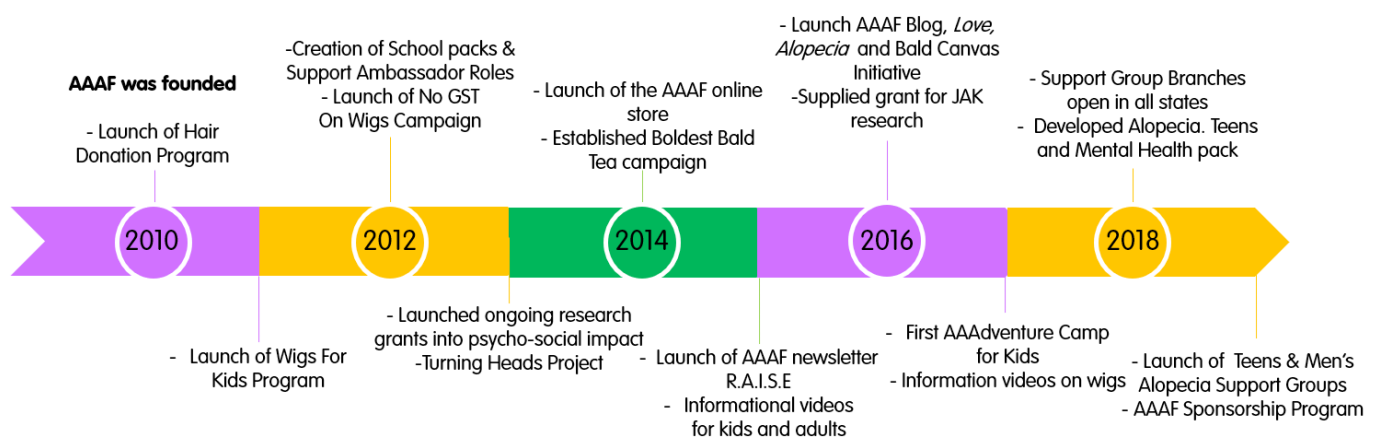 AAAF was founded
- Launch of Hair
Donation Program
-Creation of School packs &
Support Ambassador Roles
- Launch of No GST
On Wigs Campaign
- Launch of the AAAF online
store
- Established Boldest Bald
Tea campaign
- Launch AAAF Blog, Love,
Alopecia and Bald Canvas
Initiative
-Supplied grant for JAK
research
- Support Group Branches
open in all states
- Developed Alopecia. Teens
and Mental Health pack
2010
2012
2014
2016
2018
- Launch of Wigs For
Kids Program
- Launched ongoing research
grants into psycho-social impact
-Turning Heads Project
- Launch of AAAF newsletter
R.A.I.S.E
- Informational videos
for kids and adults
- First AAAdventure Camp
for Kids
- Information videos on wigs
- Launch of Teens & Men's
Alopecia Support Groups
- AAAF Sponsorship Program